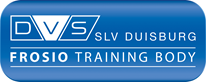 DVS SLV DUISBURG
FROSIO TRAINING BODY